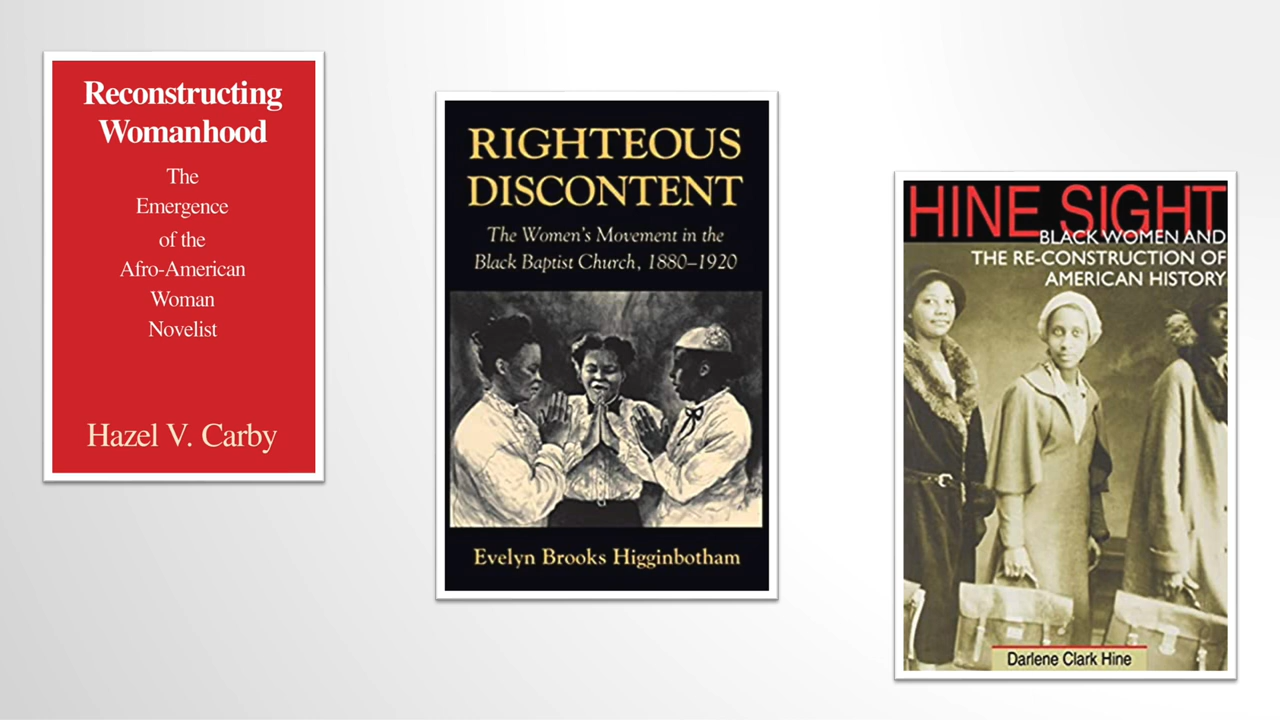 Reconstructing
Womanhood
The
Emergence
of the
Afro-American
Woman
Novelist
Hazel V. Carby
RIGHTEOUS
DISCONTENT
The Women's Movement in the
Black Baptist Church, 1880–1920
Evelyn Brooks Higginbotham
HINE SIGHT
BLACK WOMEN AND
THE RE-CONSTRUCTION OF
AMERICAN HISTORY
Darlene Clark Hine